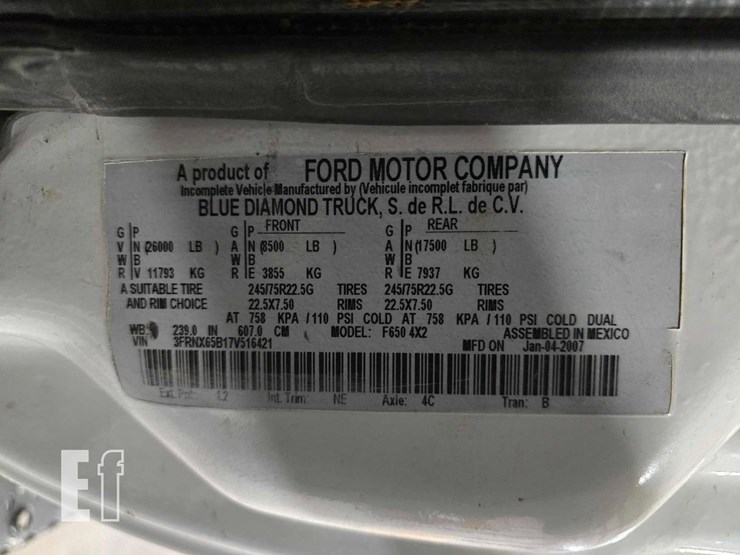 A product of FORD MOTOR COMPANY
Incomplete Vehicle Manufactured by (Vehicule incomplet fabrique par)
BLUE DIAMOND TRUCK, S. de R.L. de C.V.
FRONT REAR
G P G P G P
V N (26000 LB ) A N (8500 LB ) A N (17500 LB )
W B W B W B
R V 11793 KG R E 3855 KG R E 7937 KG
A SUITABLE TIRE 245/75R22.5G TIRES 245/75R22.5G
AND RIM CHOICE 22.5X7.50 RIMS 22.5X7.50
AT 758 KPA /110 PSI COLD AT 758 KPA /110 PSI COLD DUAL
WB: 239.0 IN 607.0 CM MODEL: F650 4X2 ASSEMBLED IN MEXICO
VIN 3FRNX65B17V516421 MFD ON Jan-04-2007
Ext. Pnt: Int. Trim: NE Axle: 4C Tran: B
Ef